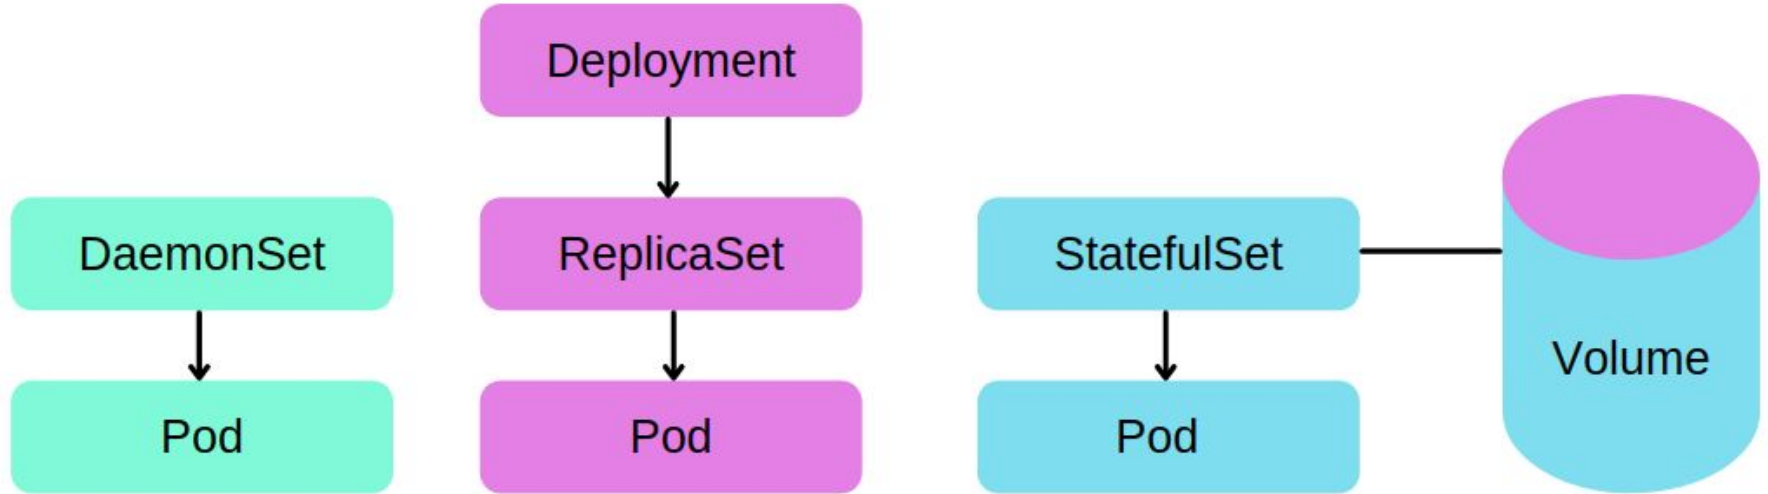 Deployment
DaemonSet
ReplicaSet
StatefulSet
Volume
Pod
Pod
Pod